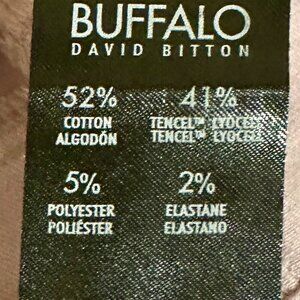 BUFFALO
DAVID BITTON
52% 41%
COTTON TENCEL™ LYOCELL
ALGODÓN TENCEL™ LYOCELL
5% 2%
POLYESTER ELASTANE
POLIÉSTER ELASTANO